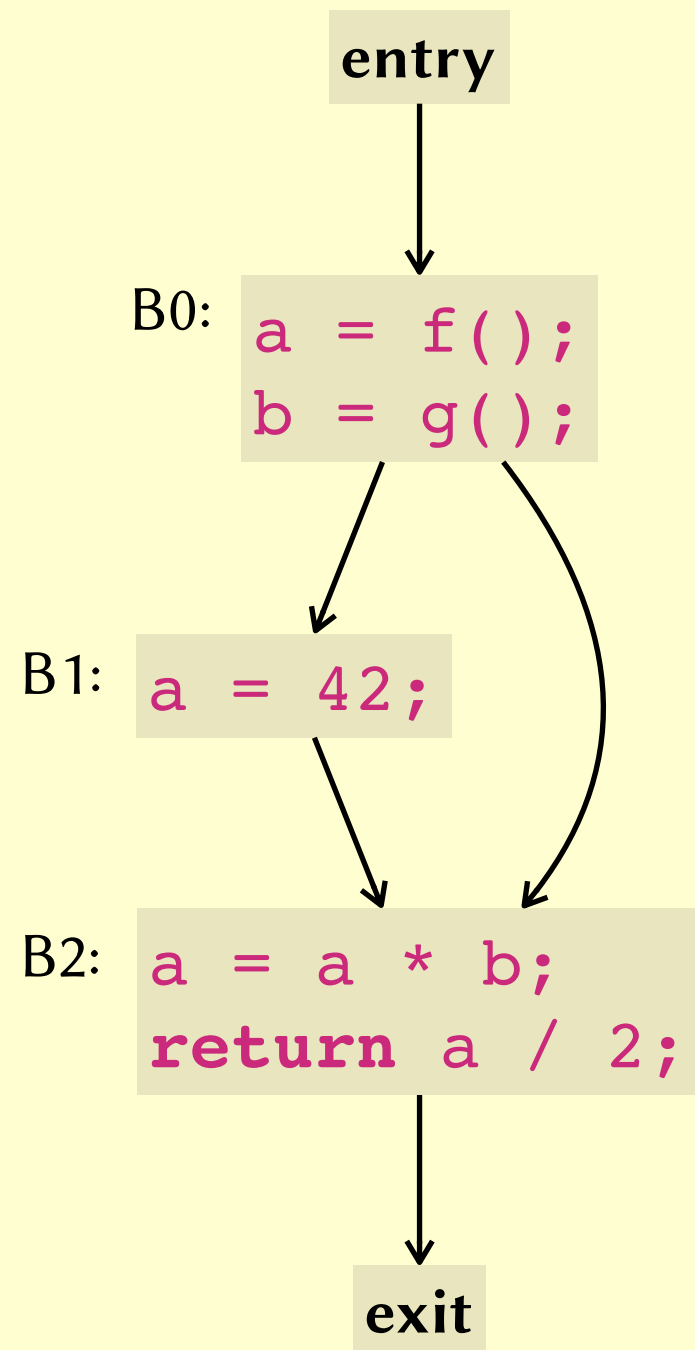 entry
B0:
a = f();
b = g();
B1:
a = 42;
B2:
a = a * b;
return a / 2;
exit